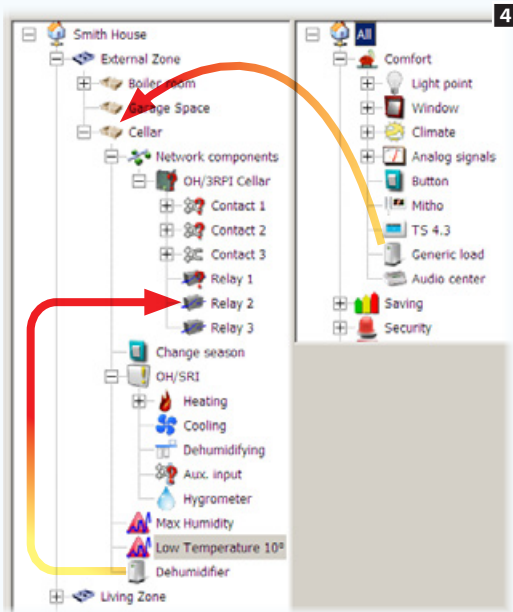 4
Smith House
External Zone
Boiler room
Garage Space
Cellar
Network components
OH/3RPI Cellar
Contact 1
Contact 2
Contact 3
Relay 1
Relay 2
Relay 3
Change season
OH/SRI
Heating
Cooling
Dehumidifying
Aux. input
Hygrometer
Max Humidity
Low Temperature 10°
Dehumidifier
Living Zone
All
Comfort
Light point
Window
Climate
Analog signals
Button
Mitho
TS 4.3
Generic load
Audio center
Saving
Security